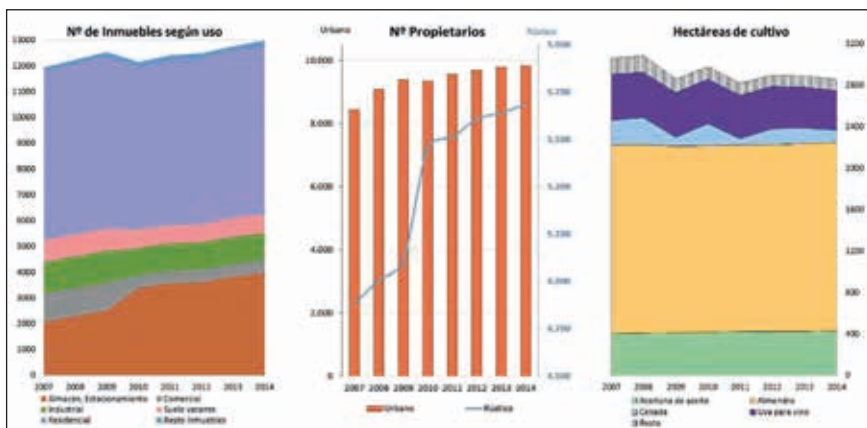 Nº de Inmuebles según uso
13000
12000
11000
10000
9000
8000
7000
6000
5000
4000
3000
2000
1000
0
2007 2008 2009 2010 2011 2012 2013 2014
Almacén, Estacionamiento Comercial
Industrial Suelo vacante
Residencial Resto Inmuebles
Nº Propietarios
Urbano Rústico
10.000
8.000
6.000
4.000
2.000
0
2007 2008 2009 2010 2011 2012 2013 2014
Urbano Rústico
Hectáreas de cultivo
3200
2800
2400
2000
1600
1200
800
400
0
2007 2008 2009 2010 2011 2012 2013 2014
Aceituna de aceite Almendro
Cebada Uva para vino
Resto